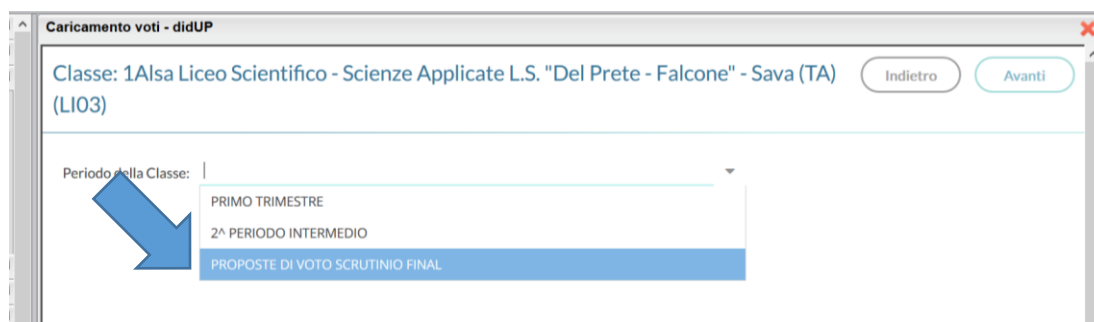 Caricamento voti - didUP
Classe: 1Alsa Liceo Scientifico - Scienze Applicate L.S. "Del Prete - Falcone" - Sava (TA)
(LI03)
Indietro
Avanti
Periodo della Classe:
PRIMO TRIMESTRE
2^ PERIODO INTERMEDIO
PROPOSTE DI VOTO SCRUTINIO FINAL